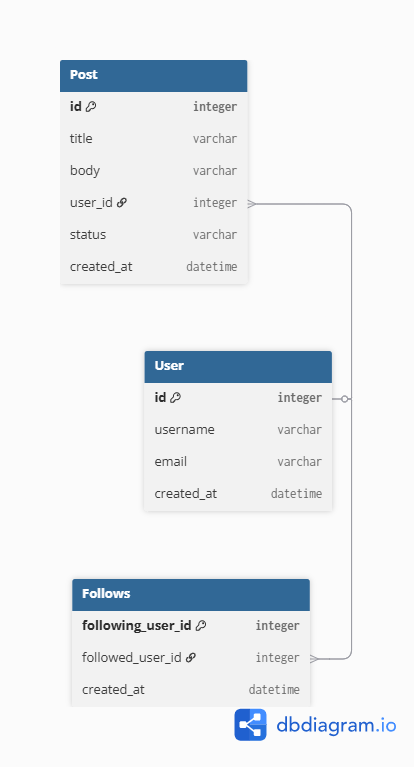 Post
id integer
title varchar
body varchar
user_id integer
status varchar
created_at datetime
User
id integer
username varchar
email varchar
created_at datetime
Follows
following_user_id integer
followed_user_id integer
created_at datetime
dbdiagram.io